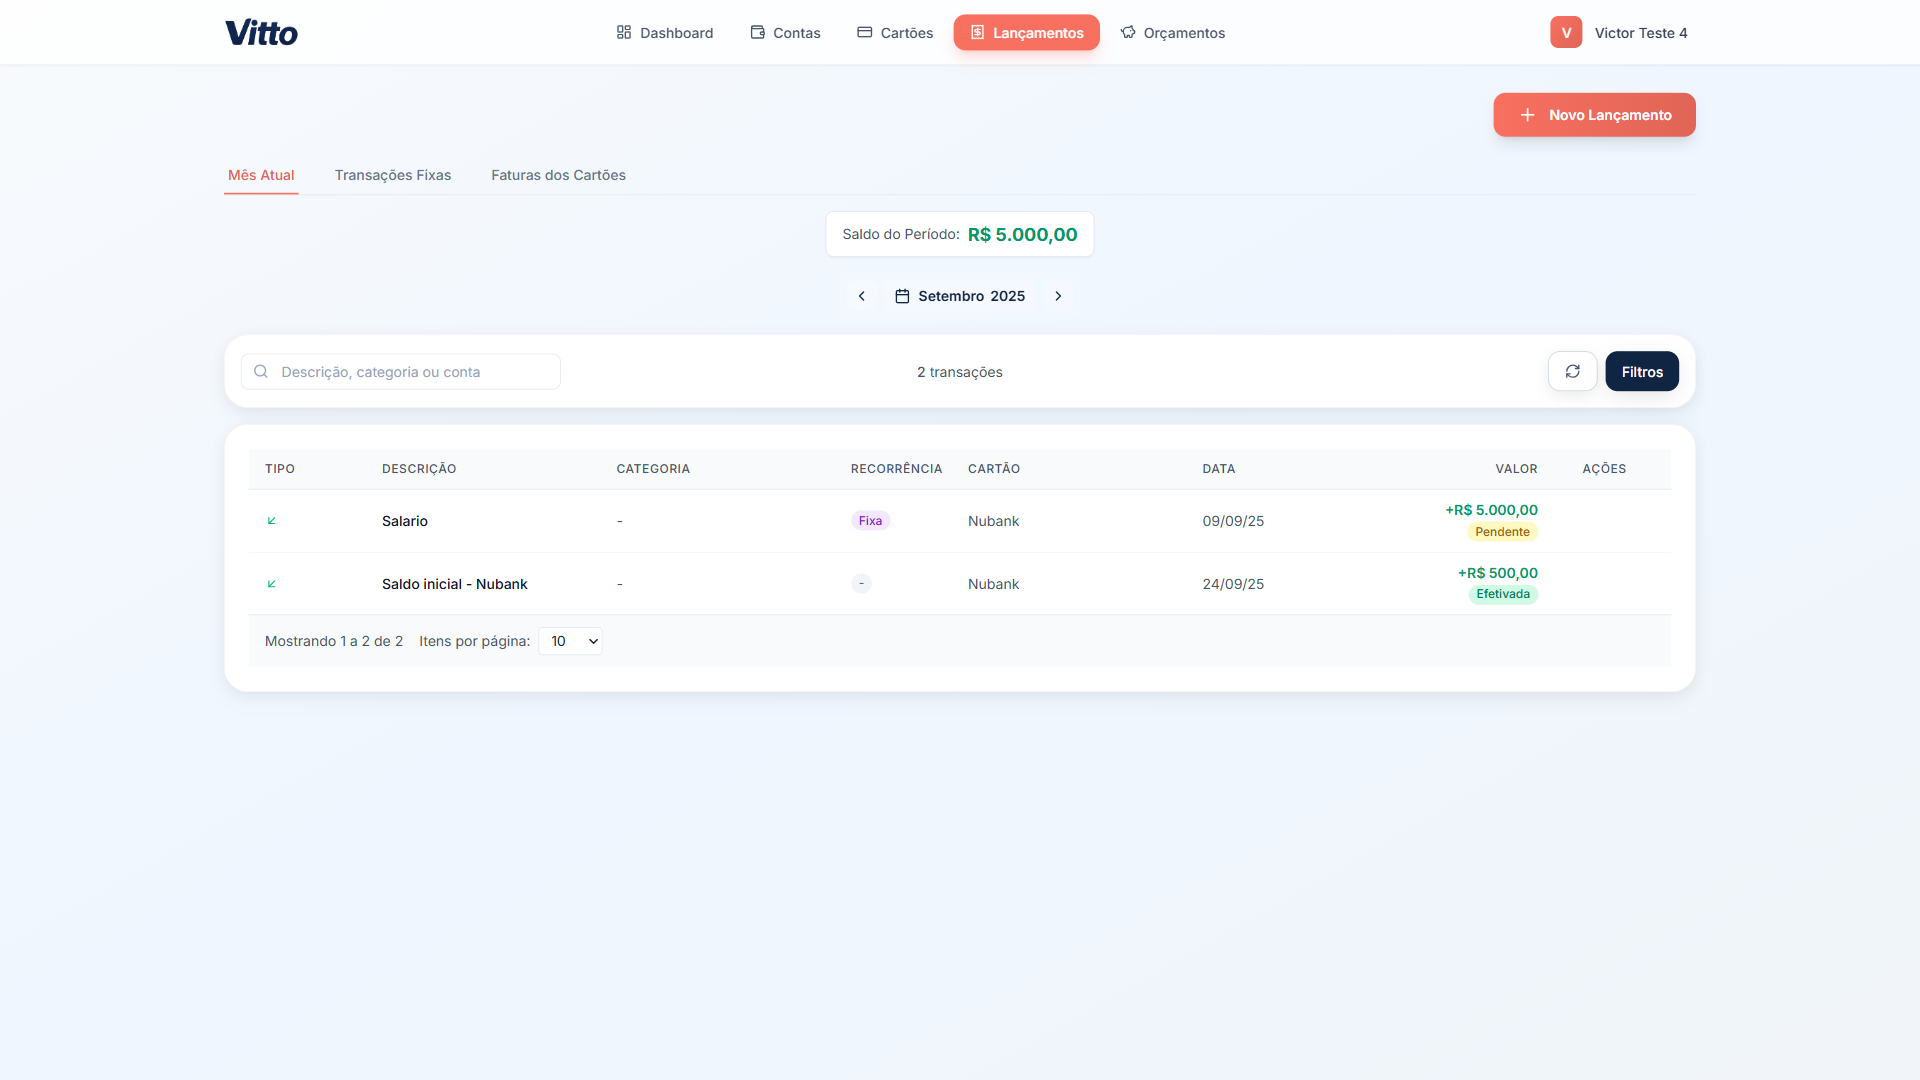 Vitto
Dashboard
Contas
Cartões
Lançamentos
Orçamentos
V
Victor Teste 4
Novo Lançamento
Mês Atual
Transações Fixas
Faturas dos Cartões
Saldo do Período: R$ 5.000,00
Setembro 2025
Descrição, categoria ou conta
2 transações
Filtros
TIPO DESCRIÇÃO CATEGORIA RECORRÊNCIA CARTÃO DATA VALOR AÇÕES
Salario - Fixa Nubank 09/09/25 +R$ 5.000,00
Pendente
Saldo inicial - Nubank - - Nubank 24/09/25 +R$ 500,00
Efetivada
Mostrando 1 a 2 de 2 Itens por página: 10